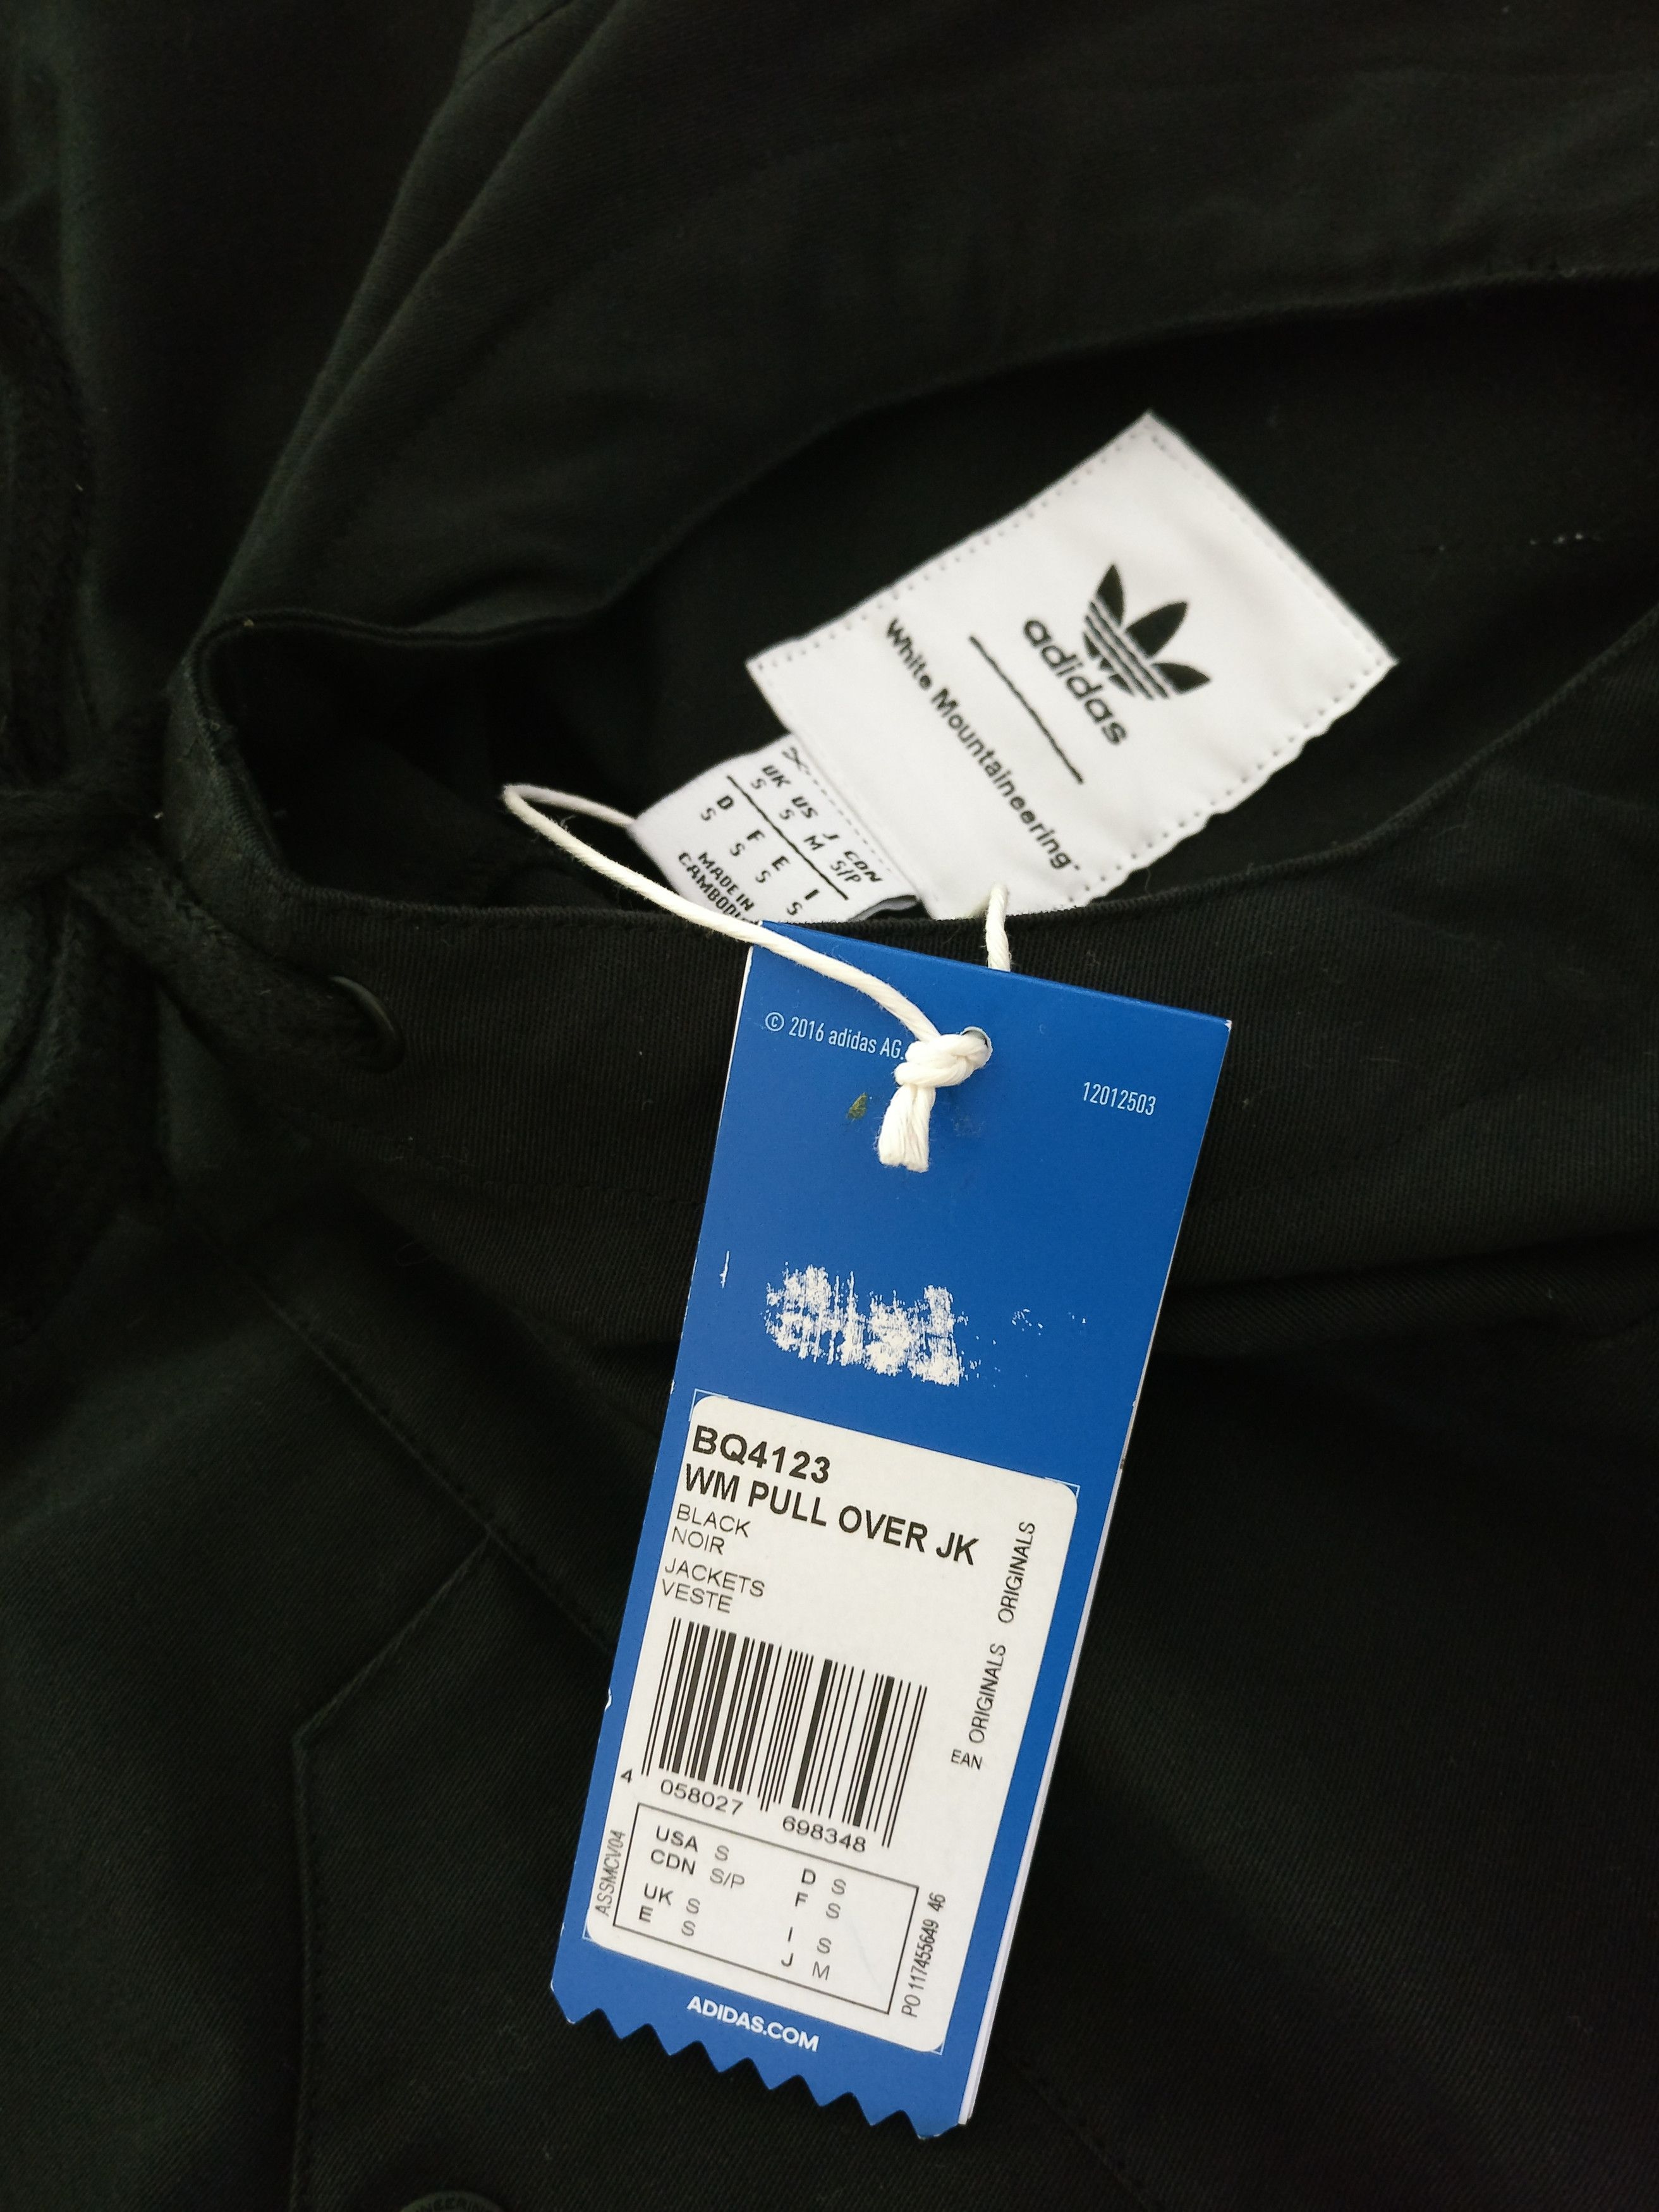 adidas
White Mountaineering
UK US J CDN
S S M S/P
D F E I
S S S S
MADE IN
© 2016 adidas AG.
12012503
BQ4123
WM PULL OVER JK
BLACK
NOIR
JACKETS
VESTE
ORIGINALS ORIGINALS
EAN
4 058027 698348
ASSMCV04
USA S D S
CDN S/P F S
UK S I S
E S J M
PO 117455649 46
ADIDAS.COM